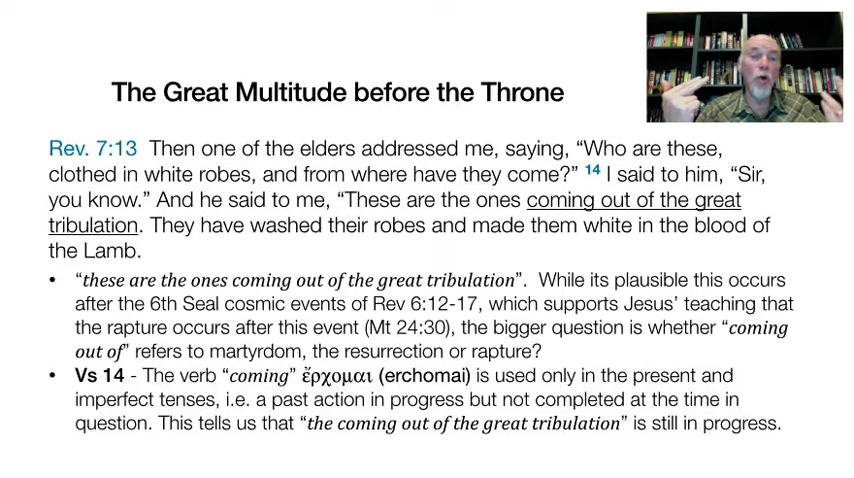 The Great Multitude before the Throne
Rev. 7:13 Then one of the elders addressed me, saying, “Who are these,
clothed in white robes, and from where have they come?” 14 I said to him, “Sir,
you know.” And he said to me, “These are the ones coming out of the great
tribulation. They have washed their robes and made them white in the blood of
the Lamb.
• “these are the ones coming out of the great tribulation”. While its plausible this occurs
after the 6th Seal cosmic events of Rev 6:12-17, which supports Jesus’ teaching that
the rapture occurs after this event (Mt 24:30), the bigger question is whether “coming
out of” refers to martyrdom, the resurrection or rapture?
• Vs 14 - The verb “coming” ἔρχομαι (erchomai) is used only in the present and
imperfect tenses, i.e. a past action in progress but not completed at the time in
question. This tells us that “the coming out of the great tribulation” is still in progress.